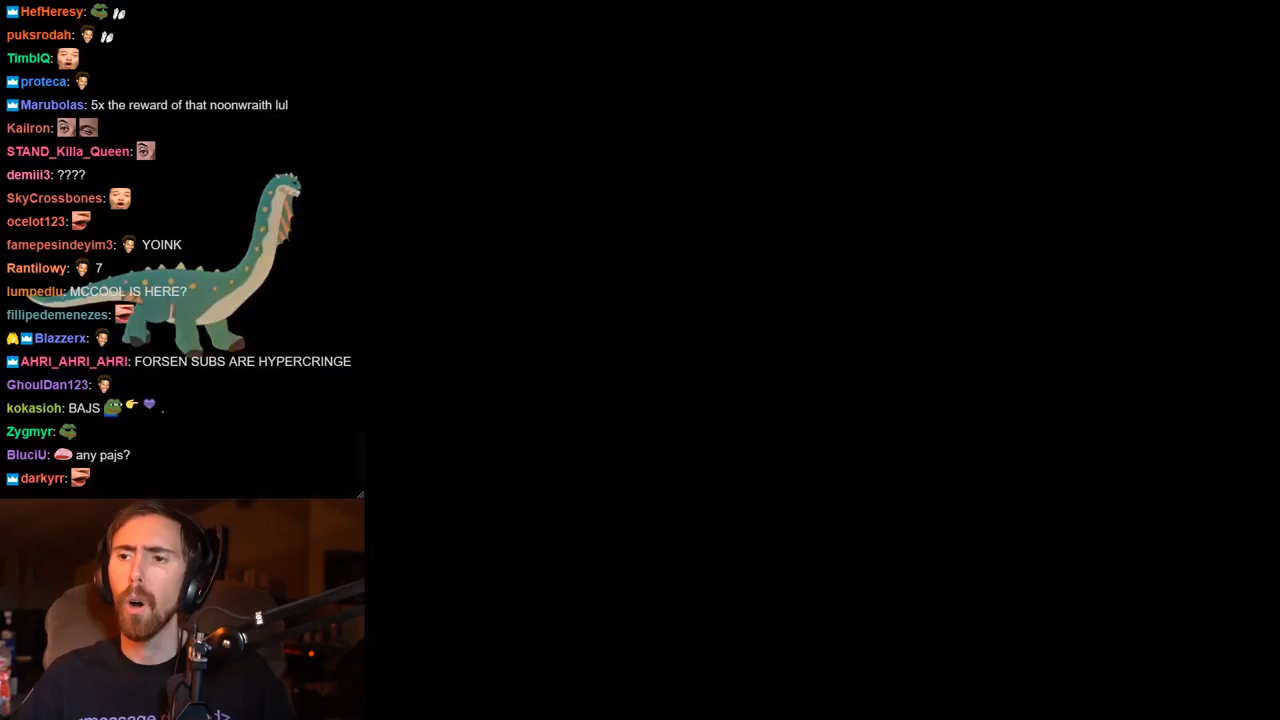 HefHeresy:
puksrodah:
TimbIQ:
proteca:
Marubolas: 5x the reward of that noonwraith lul
Kailron:
STAND_Killa_Queen:
demiii3: ????
SkyCrossbones:
ocelot123:
famepesindeyim3: YOINK
Rantilowy: 7
lumpedlu: MCCOOL IS HERE?
fillipedemenezes:
Blazzerx:
AHRI_AHRI_AHRI: FORSEN SUBS ARE HYPERCRINGE
GhoulDan123:
kokasioh: BAJS .
Zygmyr:
BluciU: any pajs?
darkyrr:
<message